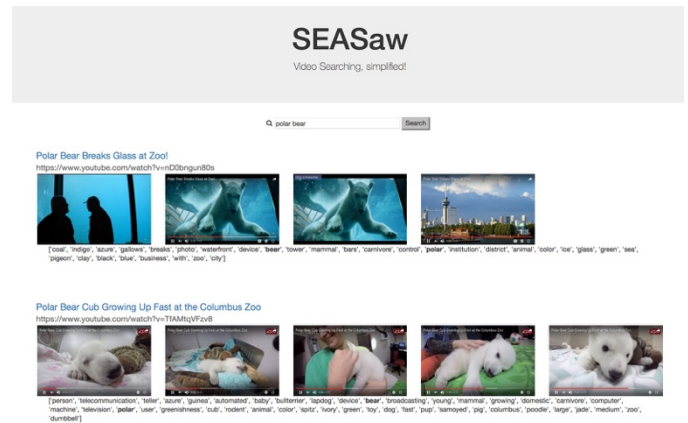 SEASaw
Video Searching, simplified!
polar bear Search
Polar Bear Breaks Glass at Zoo!
https://www.youtube.com/watch?v=nD0bngun80s
['coal', 'indigo', 'azure', 'gallows', 'breaks', 'photo', 'waterfront', 'device', 'bear', 'tower', 'mammal', 'bars', 'carnivore', 'control', 'polar', 'institution', 'district', 'animal', 'color', 'ice', 'glass', 'green', 'sea',
'pigeon', 'clay', 'black', 'blue', 'business', 'with', 'zoo', 'city']
Polar Bear Cub Growing Up Fast at the Columbus Zoo
https://www.youtube.com/watch?v=TfAMtqVFzv8
['person', 'telecommunication', 'teller', 'azure', 'guinea', 'automated', 'baby', 'bullterrier', 'lapdog', 'device', 'bear', 'broadcasting', 'young', 'mammal', 'growing', 'domestic', 'carnivore', 'computer',
'machine', 'television', 'polar', 'user', 'greenishness', 'cub', 'rodent', 'animal', 'color', 'spitz', 'ivory', 'green', 'toy', 'dog', 'fast', 'pup', 'samoyed', 'pig', 'columbus', 'poodle', 'large', 'jade', 'medium', 'zoo',
'dumbbell']